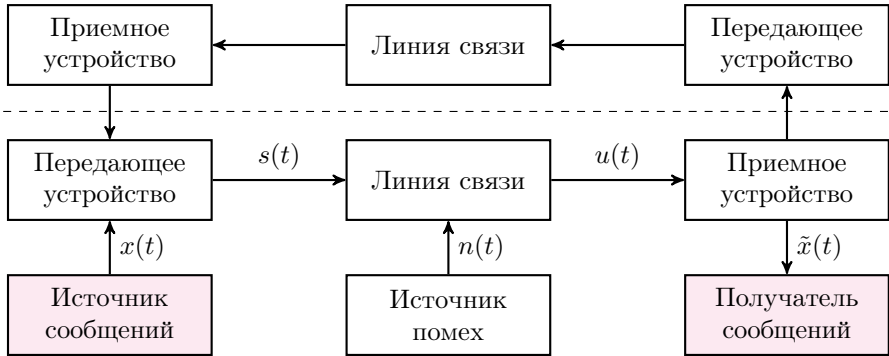 Приемное
устройство
Линия связи
Передающее
устройство
Передающее
устройство
s(t)
Линия связи
u(t)
Приемное
устройство
x(t)
n(t)
x̃(t)
Источник
сообщений
Источник
помех
Получатель
сообщений